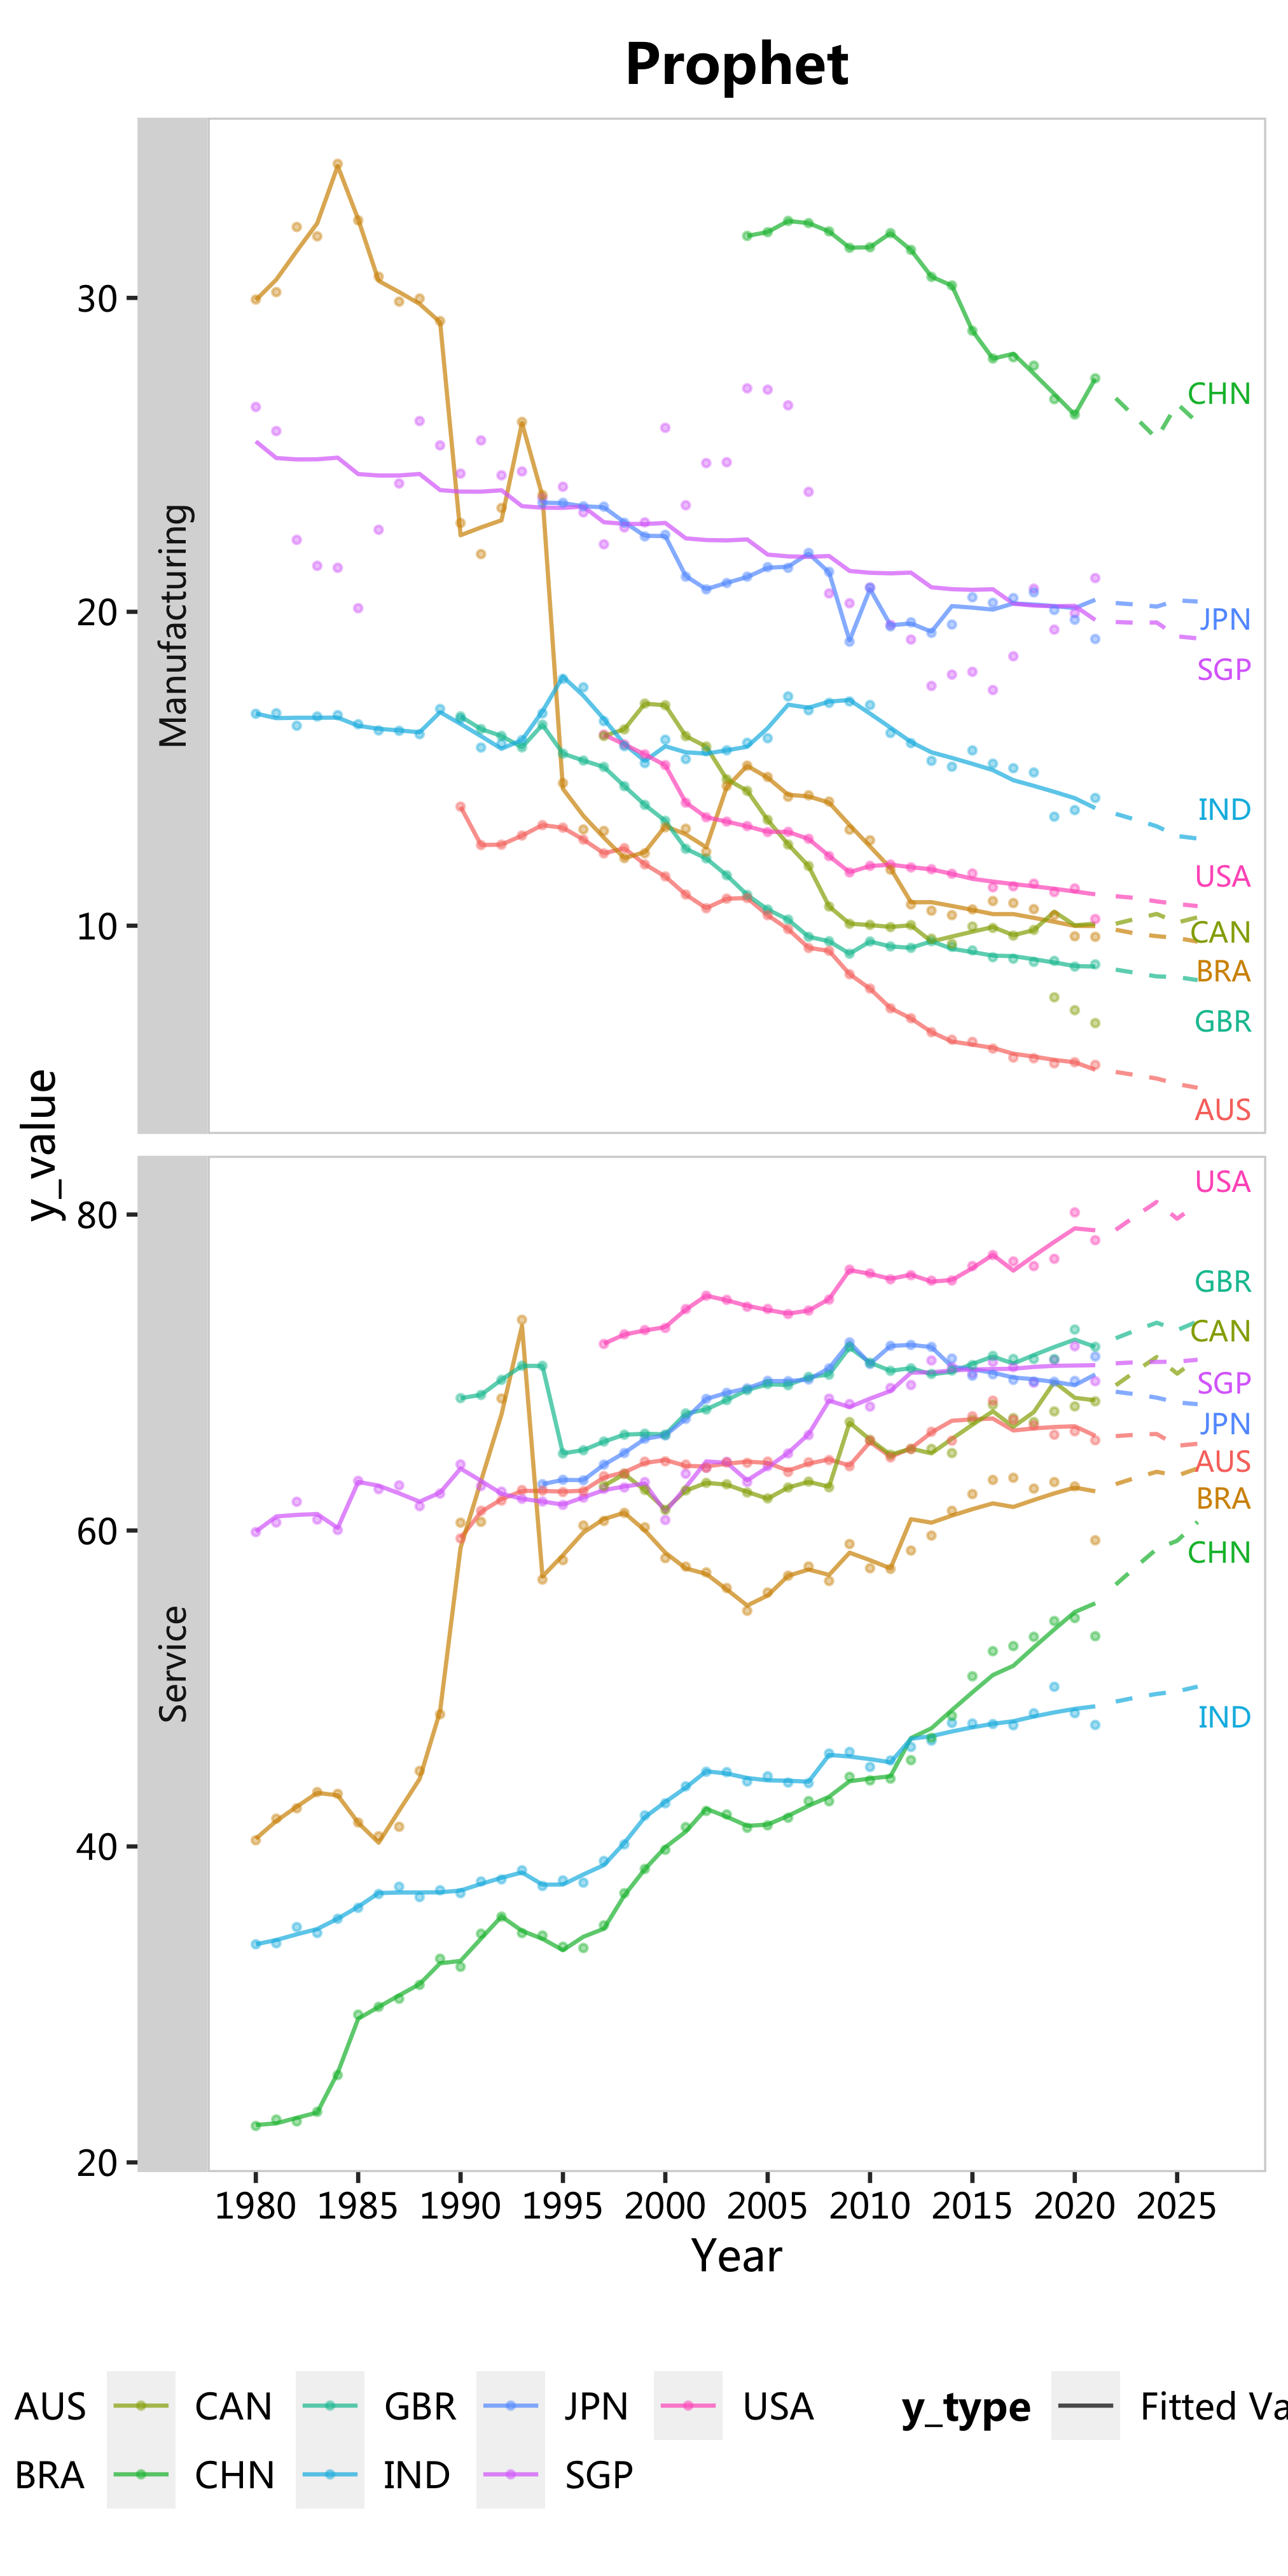 Prophet
y_value
Manufacturing
30
20
10
CHN
JPN
SGP
IND
USA
CAN
BRA
GBR
AUS
Service
80
60
40
20
USA
GBR
CAN
SGP
JPN
AUS
BRA
CHN
IND
1980 1985 1990 1995 2000 2005 2010 2015 2020 2025
Year
AUS CAN GBR JPN USA y_type Fitted Va
BRA CHN IND SGP